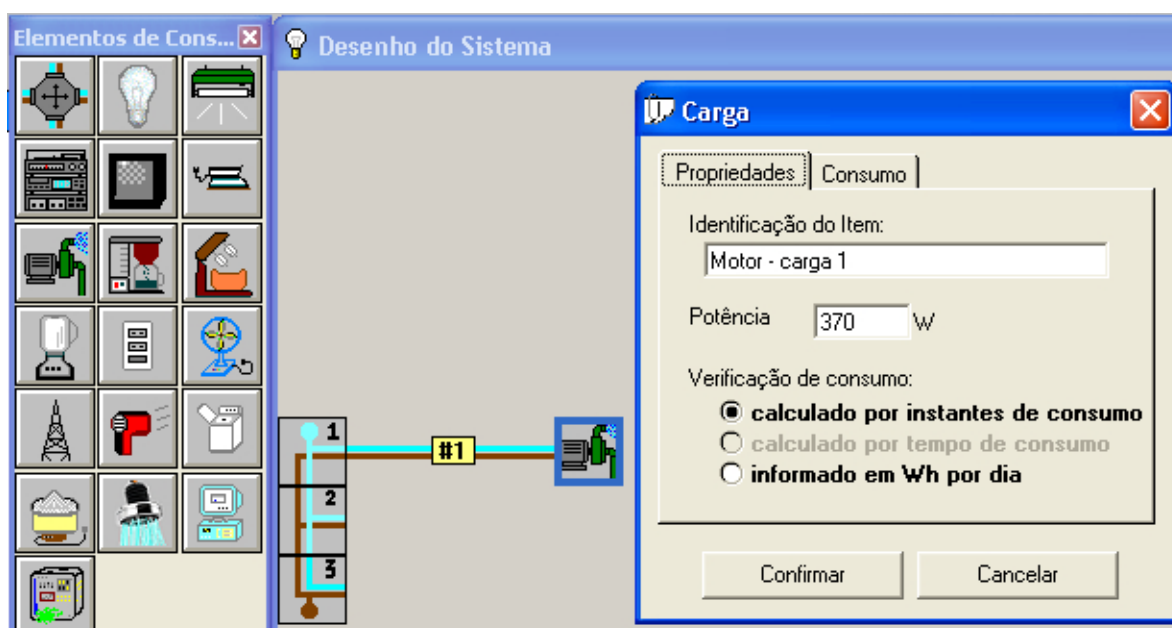 Elementos de Cons...
Desenho do Sistema
Carga
Propriedades
Consumo
Identificação do Item:
Motor - carga 1
Potência 370 W
Verificação de consumo:
calculado por instantes de consumo
calculado por tempo de consumo
informado em Wh por dia
Confirmar
Cancelar
1
#1
2
3